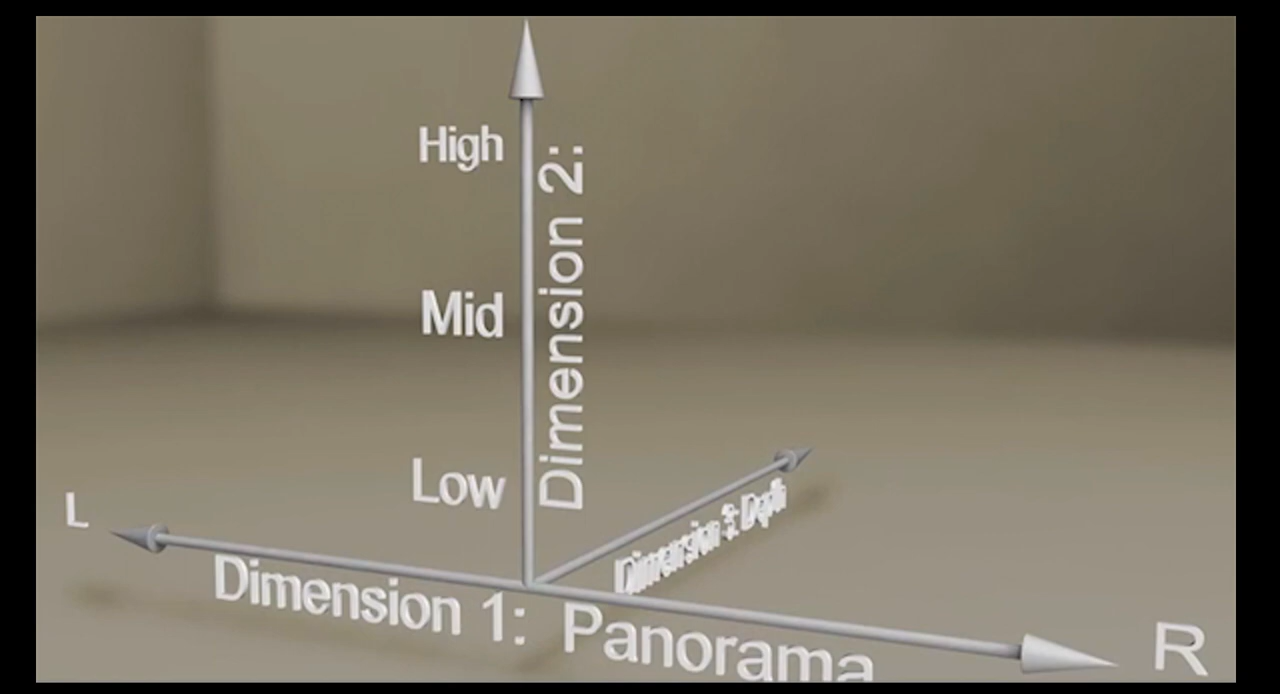 High
Dimension 2:
Mid
Low
L
Dimension 3: Depth
Dimension 1: Panorama
R